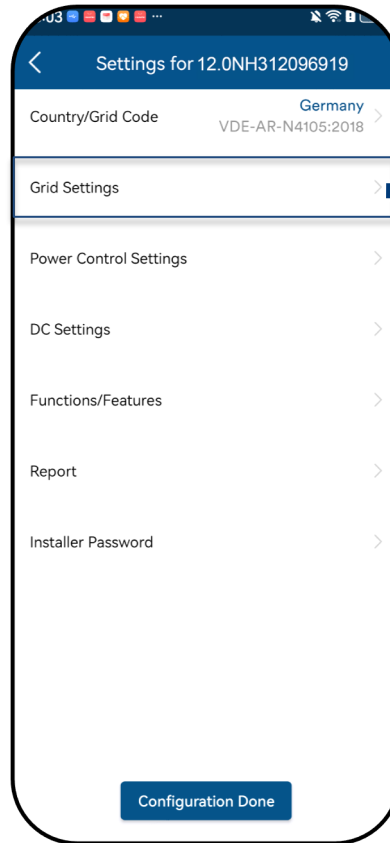 Settings for 12.0NH312096919
Country/Grid Code
Germany
VDE-AR-N4105:2018
Grid Settings
Power Control Settings
DC Settings
Functions/Features
Report
Installer Password
Configuration Done